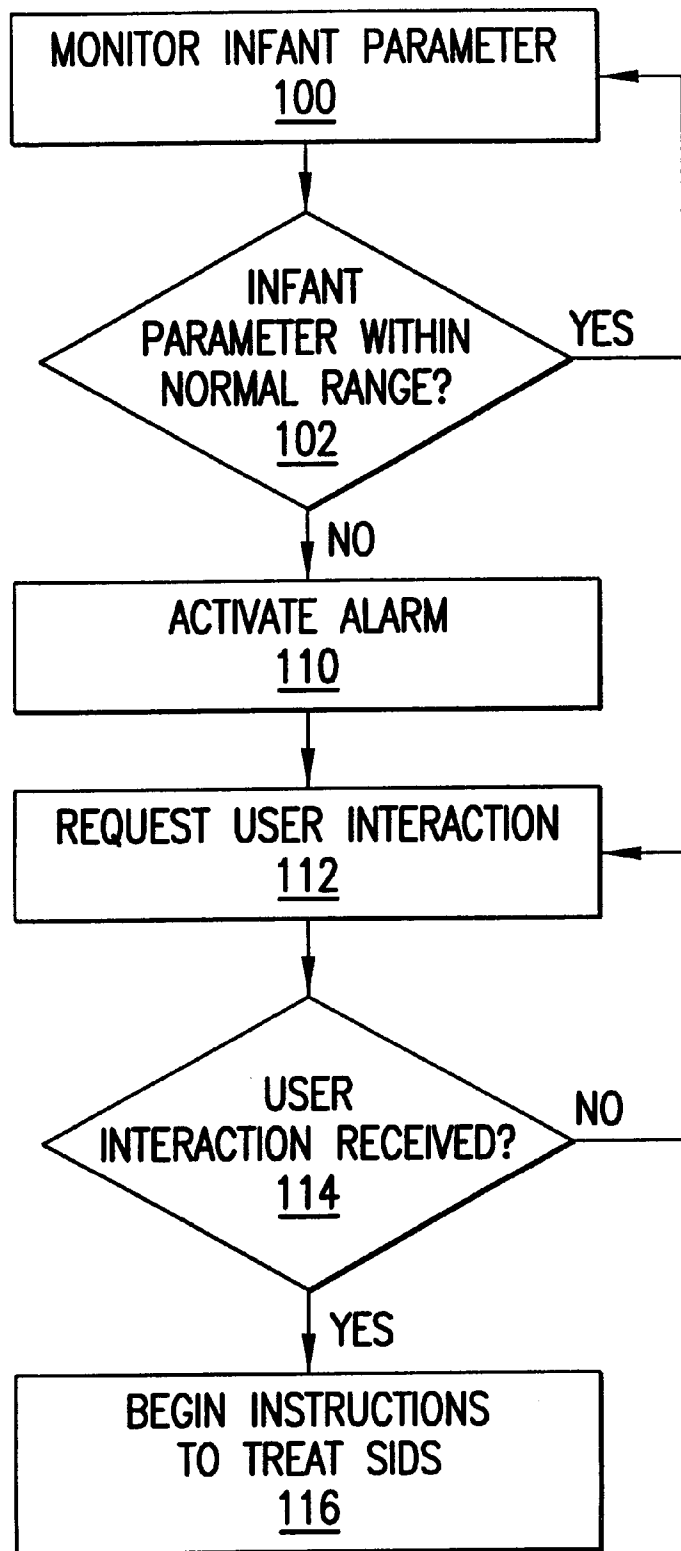 MONITOR INFANT PARAMETER
100
INFANT
PARAMETER WITHIN
NORMAL RANGE?
102
YES
NO
ACTIVATE ALARM
110
REQUEST USER INTERACTION
112
USER
INTERACTION RECEIVED?
114
NO
YES
BEGIN INSTRUCTIONS
TO TREAT SIDS
116